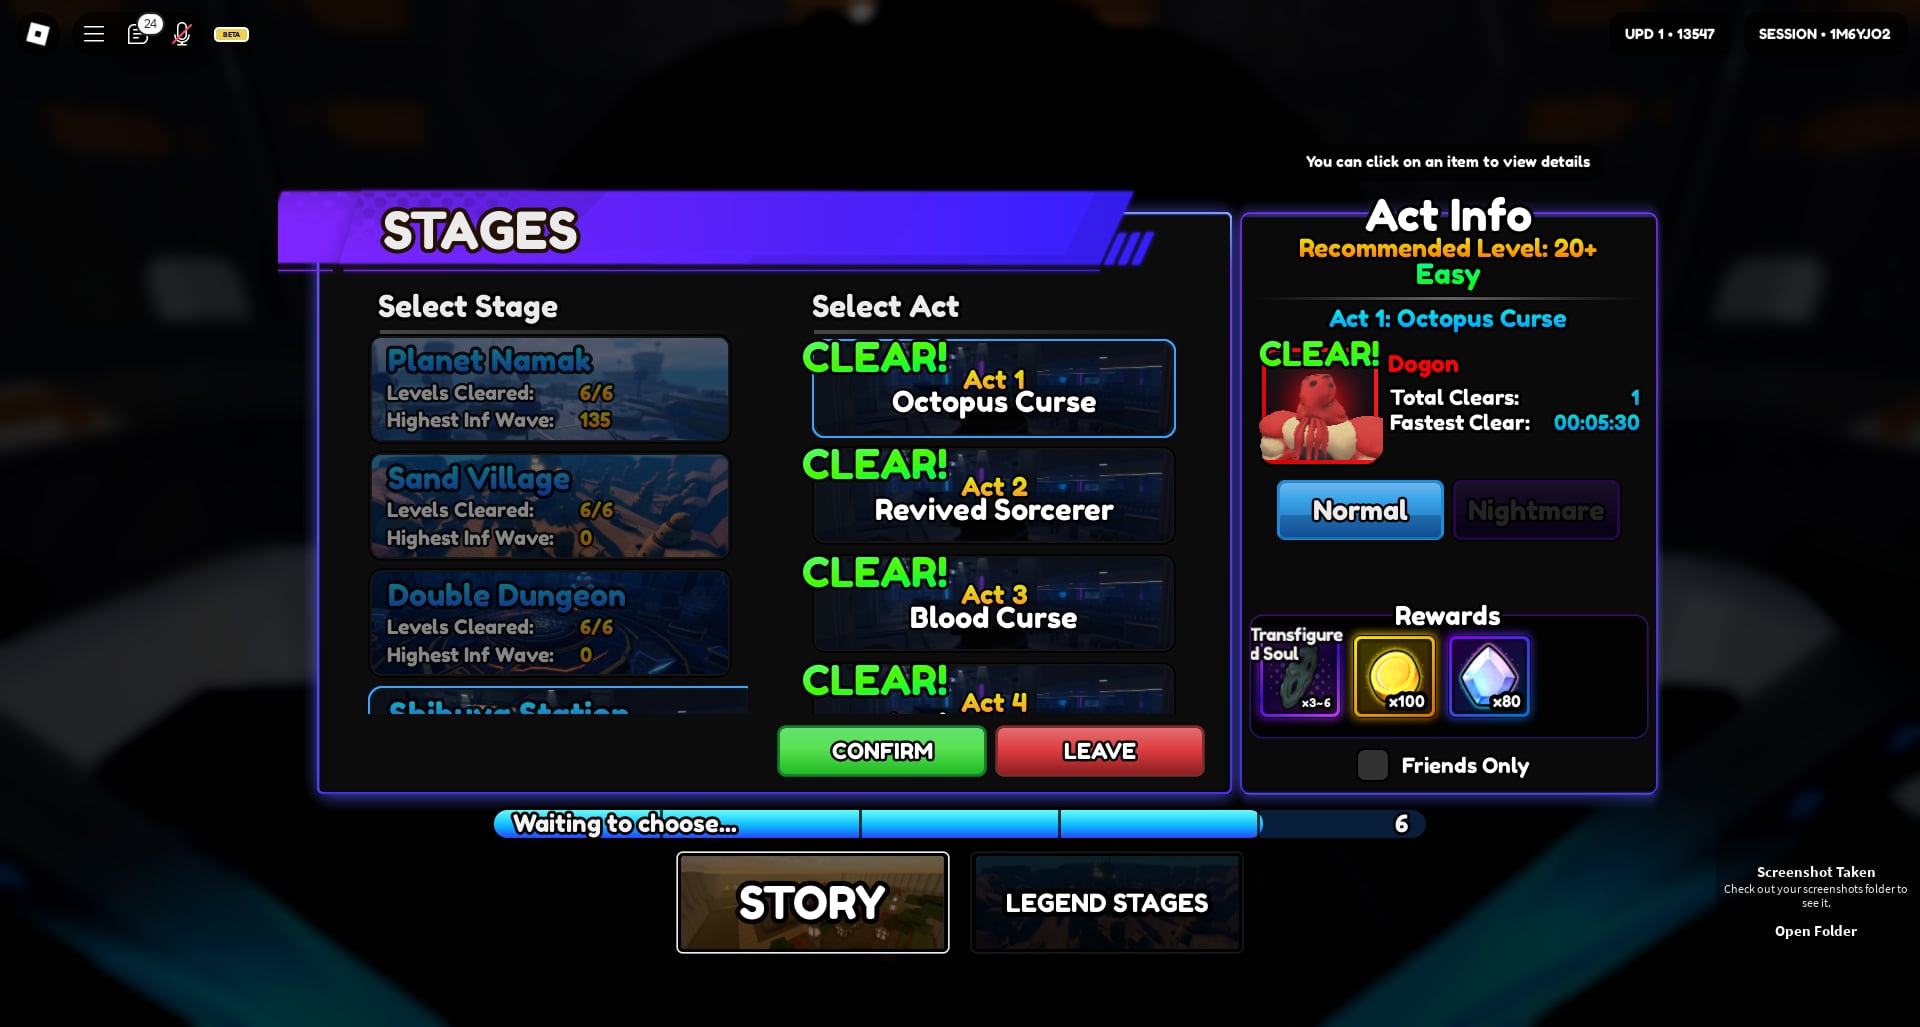 24
BETA
UPD 1 • 13547
SESSION • 1M6YJO2
You can click on an item to view details
STAGES
Select Stage
Planet Namak
Levels Cleared: 6/6
Highest Inf Wave: 135
Sand Village
Levels Cleared: 6/6
Highest Inf Wave: 0
Double Dungeon
Levels Cleared: 6/6
Highest Inf Wave: 0
Shibuya Station
Select Act
CLEAR!
Act 1
Octopus Curse
CLEAR!
Act 2
Revived Sorcerer
CLEAR!
Act 3
Blood Curse
CLEAR!
Act 4
CONFIRM
LEAVE
Act Info
Recommended Level: 20+
Easy
Act 1: Octopus Curse
CLEAR!
Dogon
Total Clears: 1
Fastest Clear: 00:05:30
Normal
Nightmare
Rewards
Transfigure
d Soul
x3~6
x100
x80
Friends Only
Waiting to choose...
6
STORY
LEGEND STAGES
Screenshot Taken
Check out your screenshots folder to
see it.
Open Folder